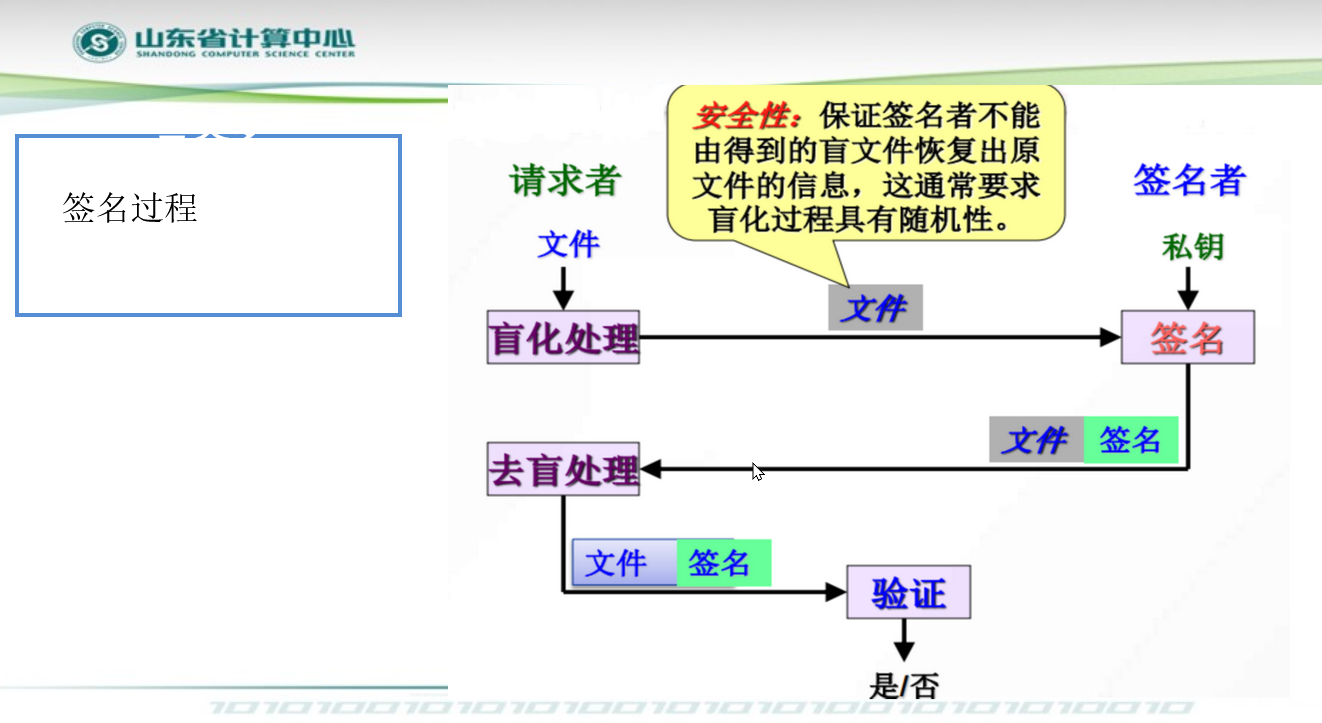 山东省计算中心
SHANDONG COMPUTER SCIENCE CENTER
签名过程
安全性：保证签名者不能
由得到的盲文件恢复出原
文件的信息，这通常要求
盲化过程具有随机性。
请求者
签名者
文件
私钥
文件
盲化处理
签名
文件 签名
去盲处理
文件 签名
验证
是/否
1010100101010100101010010101010010